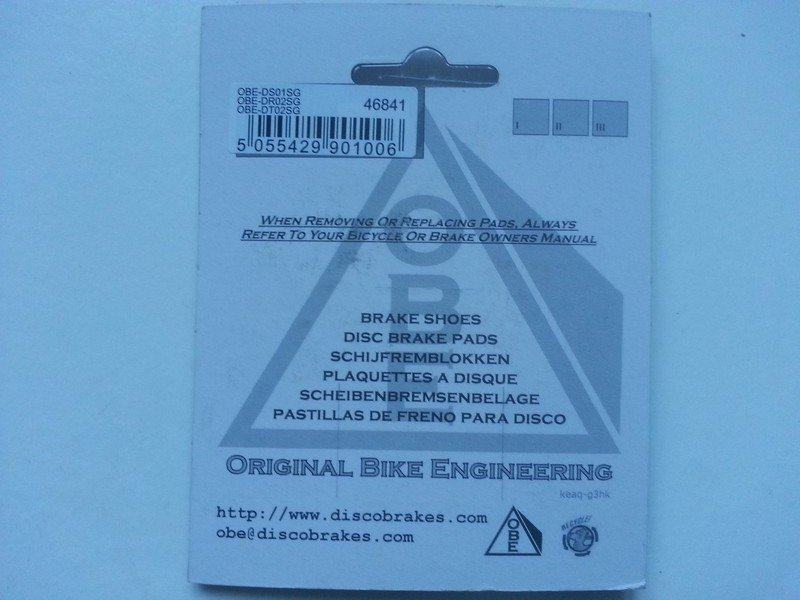 OBE-DS01SG
OBE-DR02SG
OBE-DT02SG
46841
5 055429 901006
I II III
WHEN REMOVING OR REPLACING PADS, ALWAYS
REFER TO YOUR BICYCLE OR BRAKE OWNERS MANUAL
OBE
BRAKE SHOES
DISC BRAKE PADS
SCHIJFREMBLOKKEN
PLAQUETTES A DISQUE
SCHEIBENBREMSENBELAGE
PASTILLAS DE FRENO PARA DISCO
ORIGINAL BIKE ENGINEERING
keaq-g3hk
http://www.discobrakes.com
obe@discobrakes.com
OBE
RECYCLE!